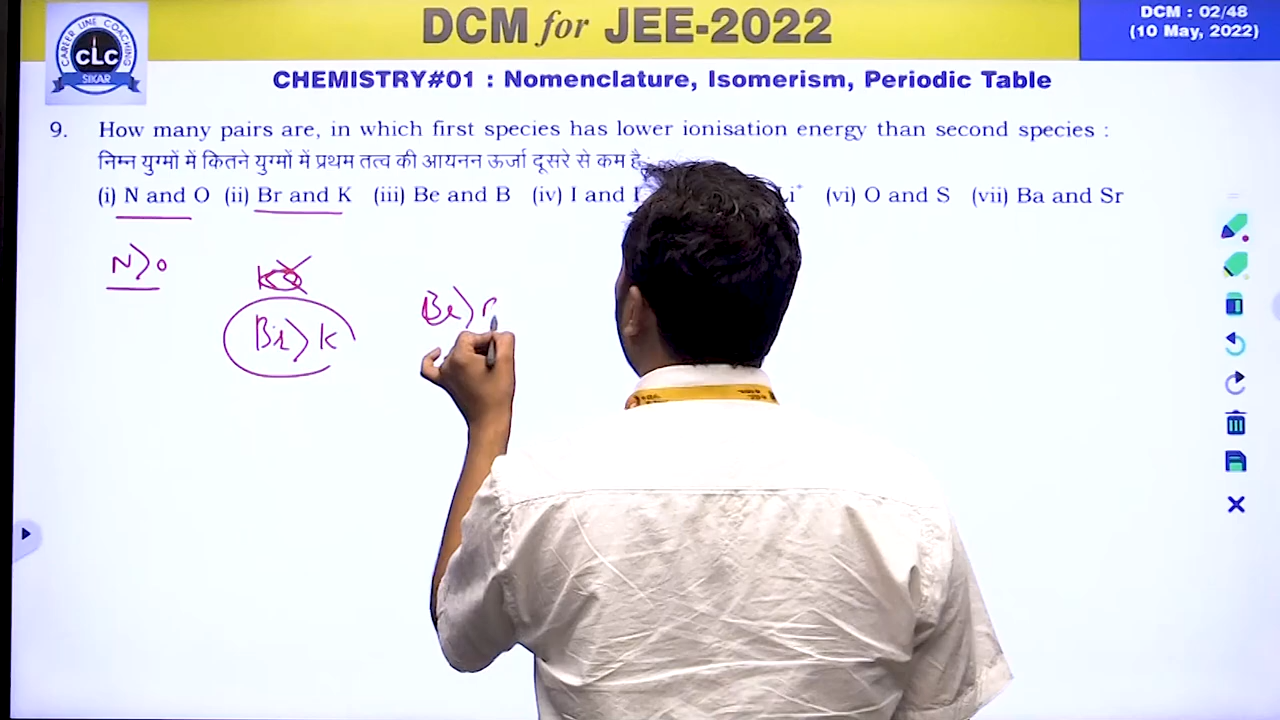 DCM for JEE-2022
DCM : 02/48
(10 May, 2022)
CAREER LINE COACHING
CLC
SIKAR
CHEMISTRY#01 : Nomenclature, Isomerism, Periodic Table
9. How many pairs are, in which first species has lower ionisation energy than second species :
निम्न युग्मों में कितने युग्मों में प्रथम तत्व की आयनन ऊर्जा दूसरे से कम है
(i) N and O (ii) Br and K (iii) Be and B (iv) I and (vi) O and S (vii) Ba and Sr
N > O
Br > K
Be >